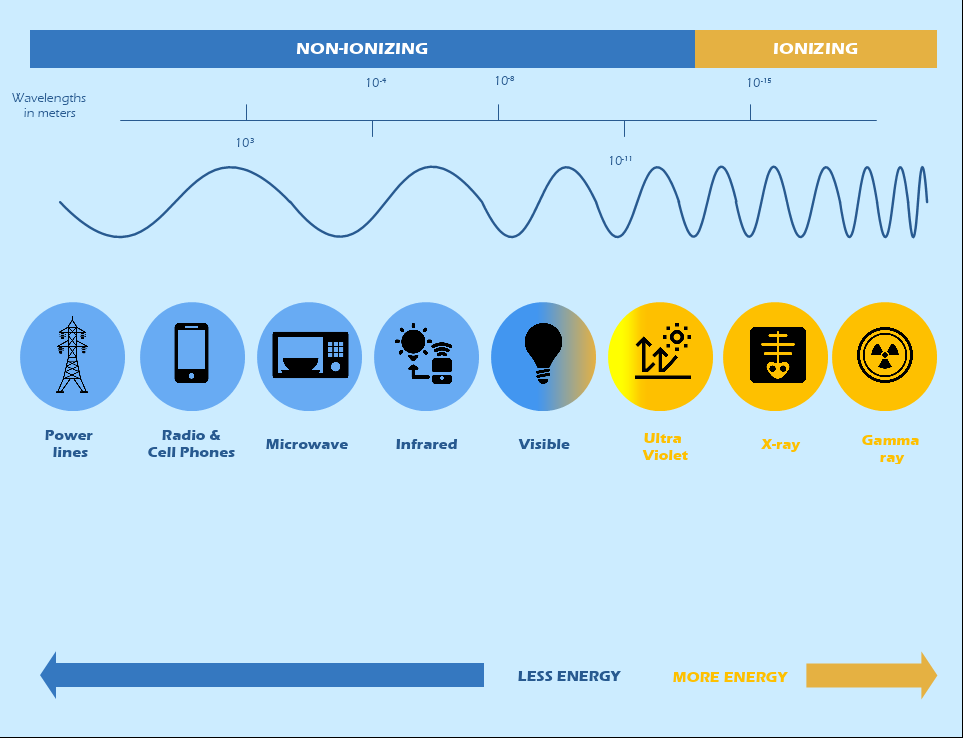 NON-IONIZING
IONIZING
Wavelengths
in meters
10⁻⁴
10⁻⁸
10⁻¹⁵
10³
10⁻¹¹
Power
lines
Radio &
Cell Phones
Microwave
Infrared
Visible
Ultra
Violet
X-ray
Gamma
ray
LESS ENERGY
MORE ENERGY